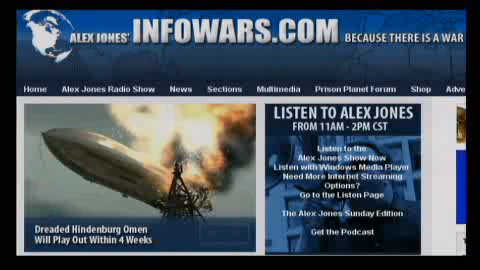 ALEX JONES' INFOWARS.COM BECAUSE THERE IS A WAR
Home Alex Jones Radio Show News Sections Multimedia Prison Planet Forum Shop Adve
Dreaded Hindenburg Omen
Will Play Out Within 4 Weeks
LISTEN TO ALEX JONES
FROM 11AM - 2PM CST
Listen to the
Alex Jones Show Now
Listen with Windows Media Player
Need More Internet Streaming
Options?
Go to the Listen Page
The Alex Jones Sunday Edition
Get the Podcast